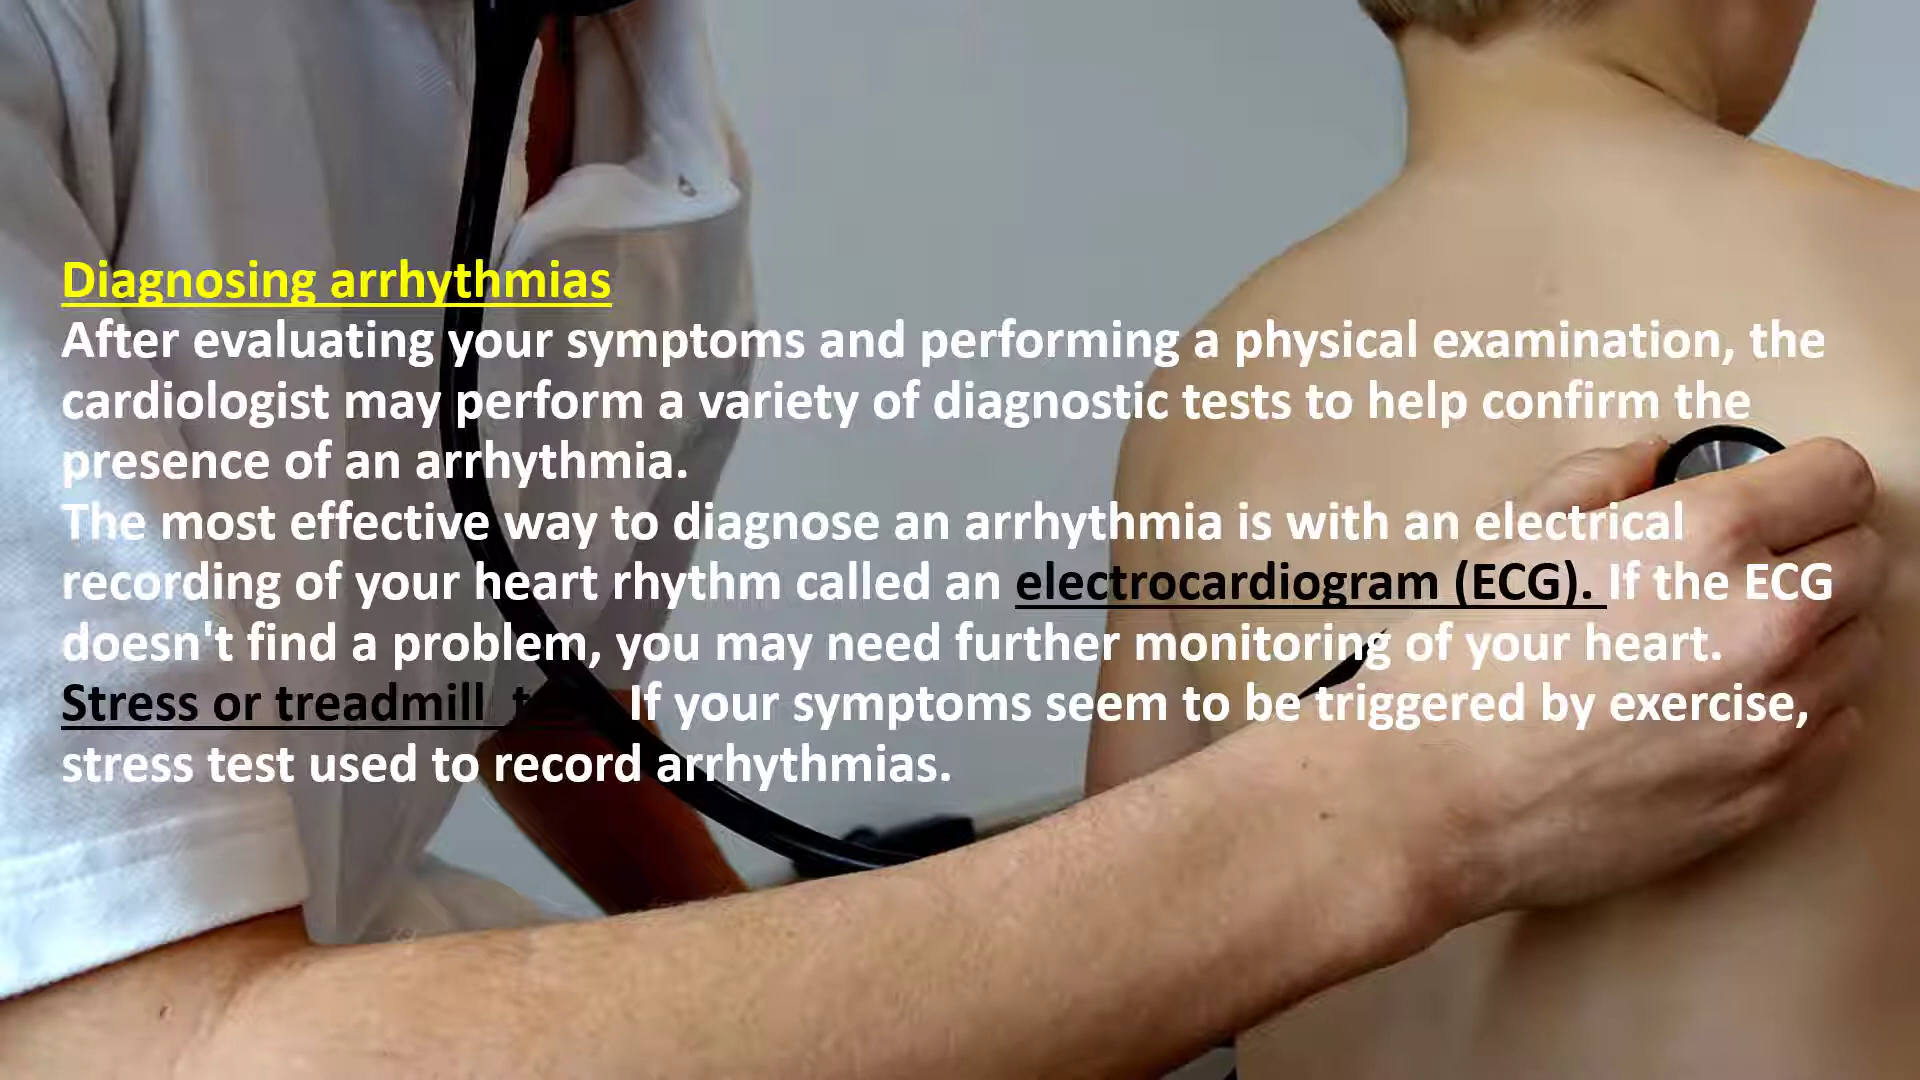 Diagnosing arrhythmias
After evaluating your symptoms and performing a physical examination, the
cardiologist may perform a variety of diagnostic tests to help confirm the
presence of an arrhythmia.
The most effective way to diagnose an arrhythmia is with an electrical
recording of your heart rhythm called an electrocardiogram (ECG). If the ECG
doesn't find a problem, you may need further monitoring of your heart.
Stress or treadmill If your symptoms seem to be triggered by exercise,
stress test used to record arrhythmias.